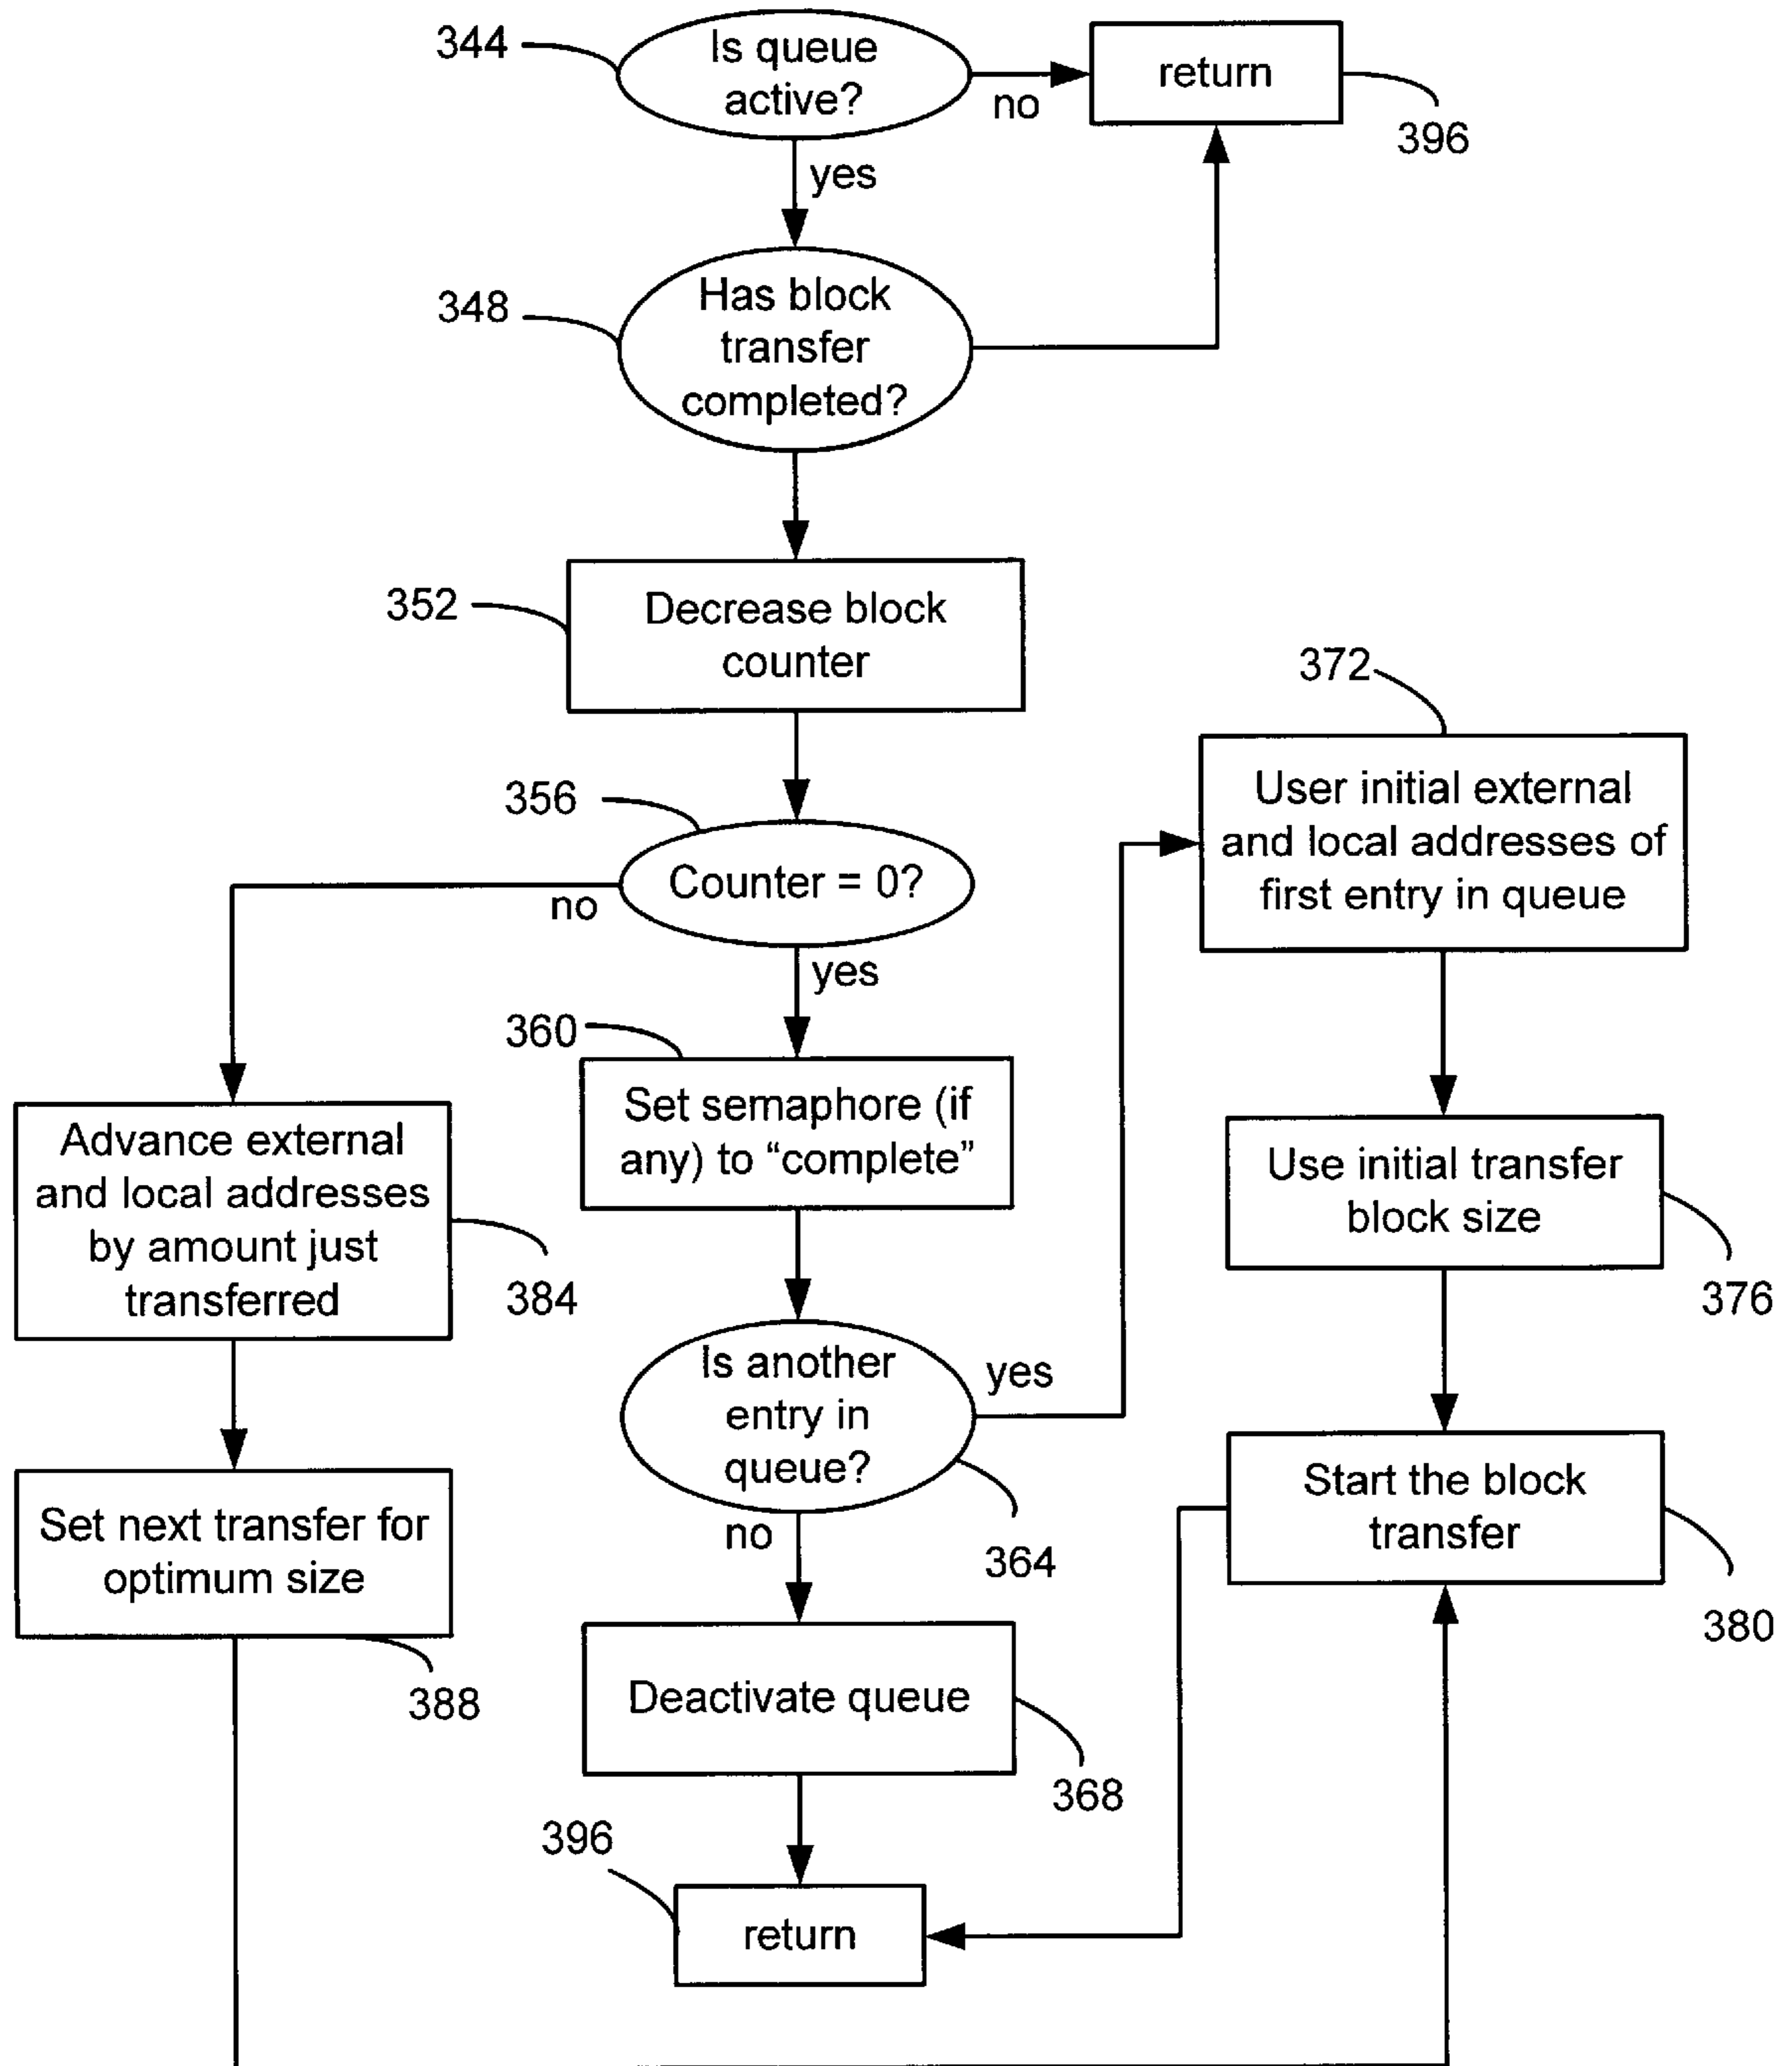 344
Is queue
active?
no
return
396
yes
348
Has block
transfer
completed?
352
Decrease block
counter
372
User initial external
and local addresses of
first entry in queue
356
Counter = 0?
no
yes
360
Set semaphore (if
any) to “complete”
Advance external
and local addresses
by amount just
transferred
384
Use initial transfer
block size
376
Is another
entry in
queue?
yes
no
364
Start the block
transfer
380
Set next transfer for
optimum size
388
Deactivate queue
368
396
return